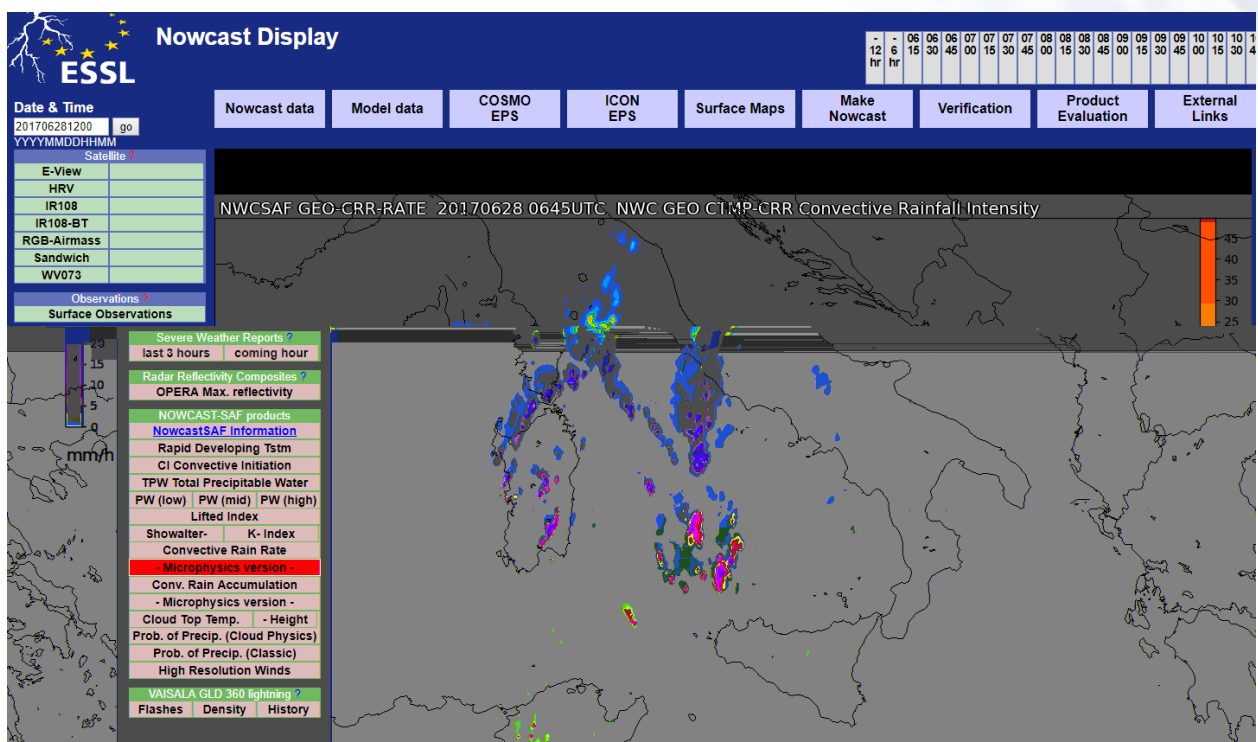 ESSL
Nowcast Display
- 12 hr
- 6 hr
06 15
06 30
06 45
07 00
07 15
07 30
07 45
08 00
08 15
08 30
08 45
09 00
09 15
09 30
09 45
10 00
10 15
10 30
Date & Time
201706281200 go
YYYYMMDDHHMM
Nowcast data
Model data
COSMO
EPS
ICON
EPS
Surface Maps
Make
Nowcast
Verification
Product
Evaluation
External
Links
Satellite ?
E-View
HRV
IR108
IR108-BT
RGB-Airmass
Sandwich
WV073
Observations ?
Surface Observations
NWCSAF GEO-CRR-RATE 20170628 0645UTC NWC GEO CTMP-CRR Convective Rainfall Intensity
45
40
35
30
25
20
15
10
5
0
mm/h
Severe Weather Reports ?
last 3 hours coming hour
Radar Reflectivity Composites ?
OPERA Max. reflectivity
NOWCAST-SAF products
NowcastSAF Information
Rapid Developing Tstm
CI Convective Initiation
TPW Total Precipitable Water
PW (low) PW (mid) PW (high)
Lifted Index
Showalter- K- Index
Convective Rain Rate
- Microphysics version -
Conv. Rain Accumulation
- Microphysics version -
Cloud Top Temp. - Height
Prob. of Precip. (Cloud Physics)
Prob. of Precip. (Classic)
High Resolution Winds
VAISALA GLD 360 lightning ?
Flashes Density History